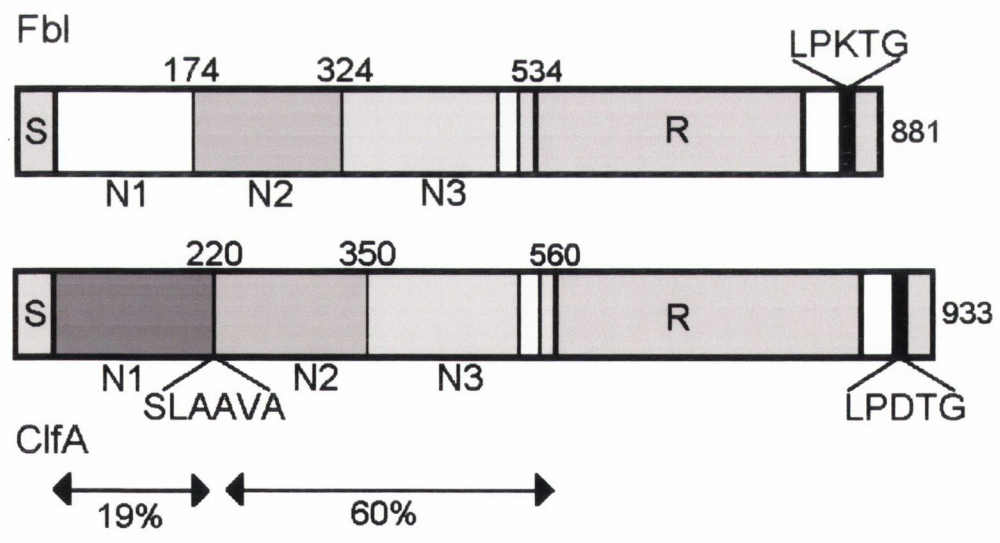 Fbl
LPKTG
174 324 534
S R 881
N1 N2 N3
220 350 560
S R 933
N1 N2 N3
SLAAVA LPDTG
ClfA
19% 60%